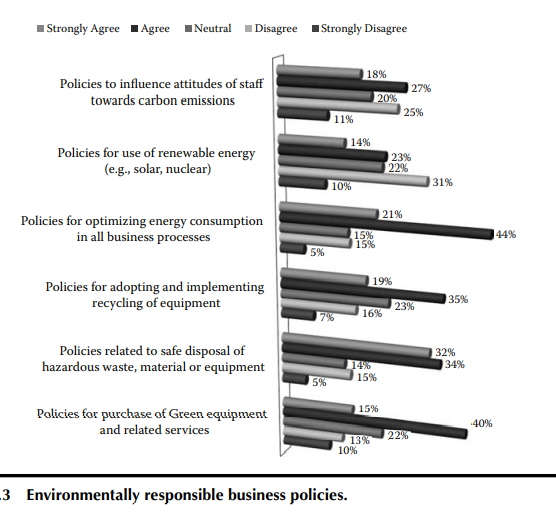 Strongly Agree Agree Neutral Disagree Strongly Disagree
Policies to influence attitudes of staff
towards carbon emissions
18%
27%
20%
25%
11%
Policies for use of renewable energy
(e.g., solar, nuclear)
14%
23%
22%
31%
10%
Policies for optimizing energy consumption
in all business processes
21%
44%
15%
15%
5%
Policies for adopting and implementing
recycling of equipment
19%
35%
23%
16%
7%
Policies related to safe disposal of
hazardous waste, material or equipment
32%
34%
14%
15%
5%
Policies for purchase of Green equipment
and related services
15%
40%
22%
13%
10%
.3 Environmentally responsible business policies.